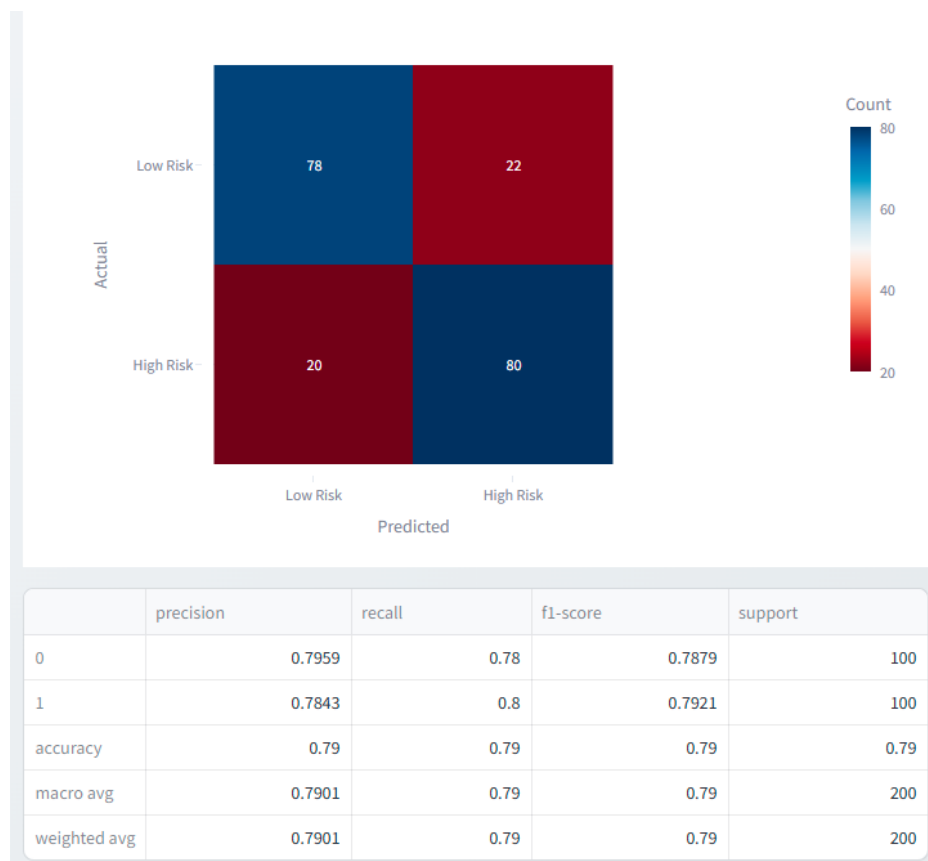 Count
80
60
40
20
Actual
Low Risk
78
22
High Risk
20
80
Low Risk
High Risk
Predicted
precision recall f1-score support
0 0.7959 0.78 0.7879 100
1 0.7843 0.8 0.7921 100
accuracy 0.79 0.79 0.79 0.79
macro avg 0.7901 0.79 0.79 200
weighted avg 0.7901 0.79 0.79 200